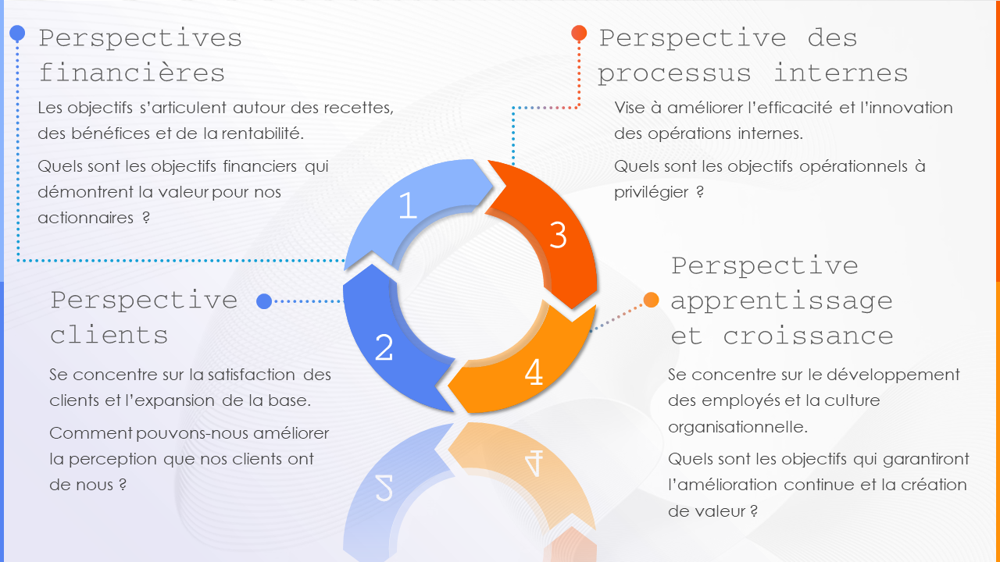 Perspectives
financières
Les objectifs s’articulent autour des recettes,
des bénéfices et de la rentabilité.
Quels sont les objectifs financiers qui
démontrent la valeur pour nos
actionnaires ?
Perspective
clients
Se concentre sur la satisfaction des
clients et l’expansion de la base.
Comment pouvons-nous améliorer
la perception que nos clients ont
de nous ?
1
2
3
4
Perspective des
processus internes
Vise à améliorer l’efficacité et l’innovation
des opérations internes.
Quels sont les objectifs opérationnels à
privilégier ?
Perspective
apprentissage
et croissance
Se concentre sur le développement
des employés et la culture
organisationnelle.
Quels sont les objectifs qui garantiront
l’amélioration continue et la création
de valeur ?